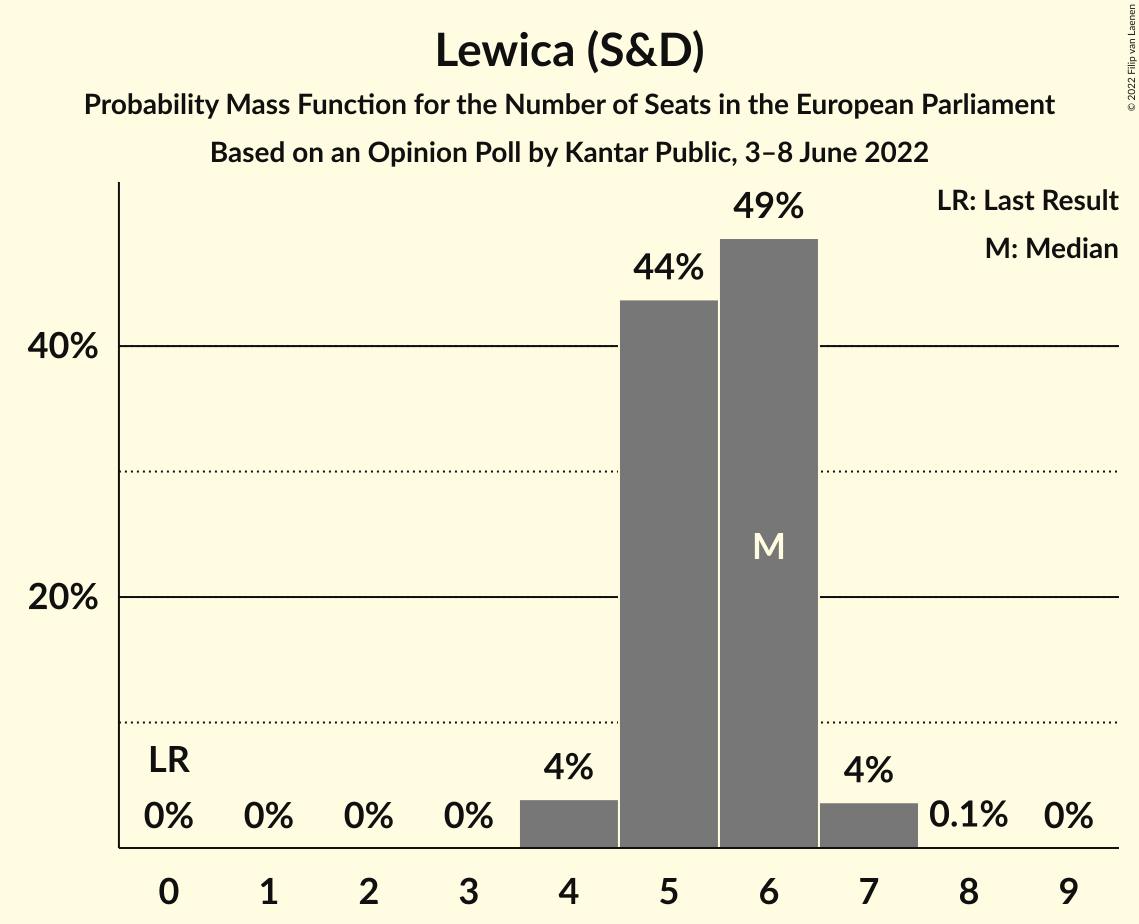 Lewica (S&D)
Probability Mass Function for the Number of Seats in the European Parliament
Based on an Opinion Poll by Kantar Public, 3–8 June 2022
© 2022 Filip van Laenen
LR: Last Result
M: Median
49%
44%
40%
M
20%
LR
4%
4%
0%
0%
0%
0%
0.1%
0%
0 1 2 3 4 5 6 7 8 9